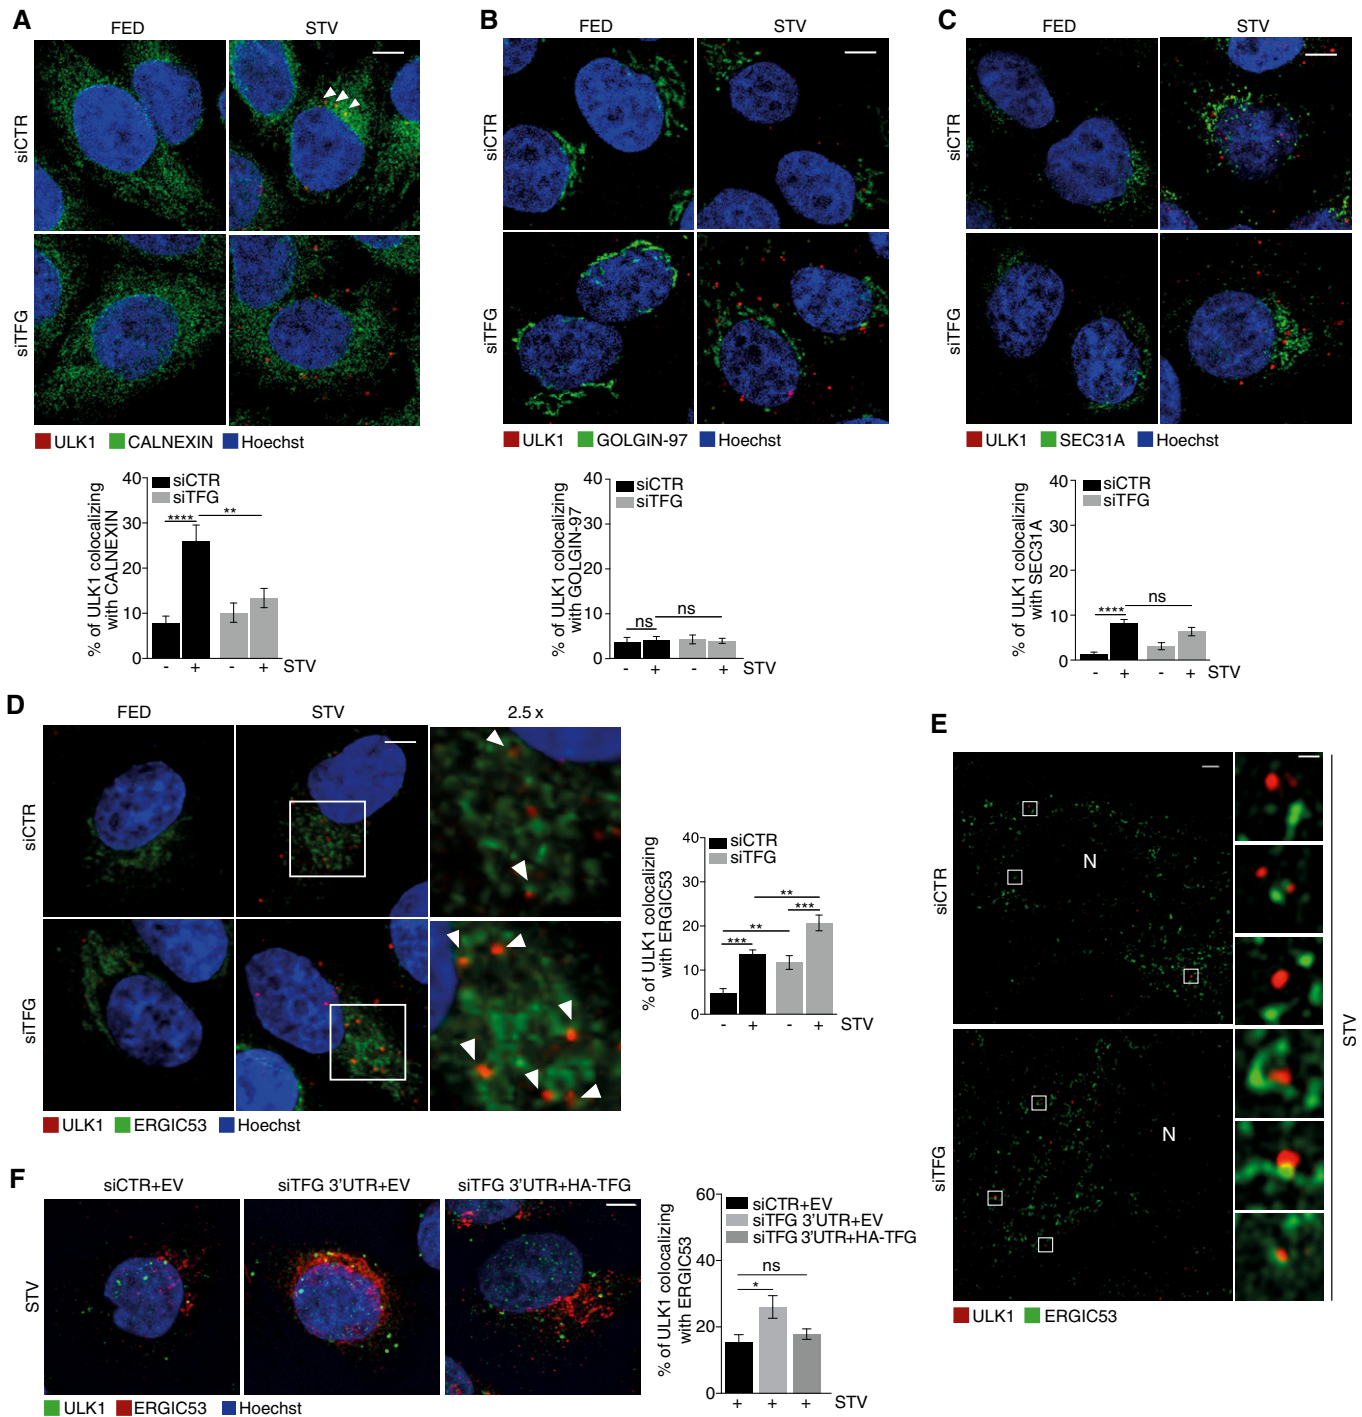 A
FED STV
siCTR
siTFG
ULK1 CALNEXIN Hoechst
% of ULK1 colocalizing
with CALNEXIN
40
30
20
10
0
siCTR
siTFG
**** **
- + - + STV
B
FED STV
siCTR
siTFG
ULK1 GOLGIN-97 Hoechst
% of ULK1 colocalizing
with GOLGIN-97
40
30
20
10
0
siCTR
siTFG
ns ns
- + - + STV
C
FED STV
siCTR
siTFG
ULK1 SEC31A Hoechst
% of ULK1 colocalizing
with SEC31A
40
30
20
10
0
siCTR
siTFG
**** ns
- + - + STV
D
FED STV 2.5 x
siCTR
siTFG
ULK1 ERGIC53 Hoechst
% of ULK1 colocalizing
with ERGIC53
40
30
20
10
0
siCTR
siTFG
**
** ***
***
- + - + STV
E
siCTR
N
siTFG
N
STV
ULK1 ERGIC53
F
siCTR+EV siTFG 3'UTR+EV siTFG 3'UTR+HA-TFG
STV
ULK1 ERGIC53 Hoechst
% of ULK1 colocalizing
with ERGIC53
60
40
20
0
siCTR+EV
siTFG 3'UTR+EV
siTFG 3'UTR+HA-TFG
ns
*
+ + + STV